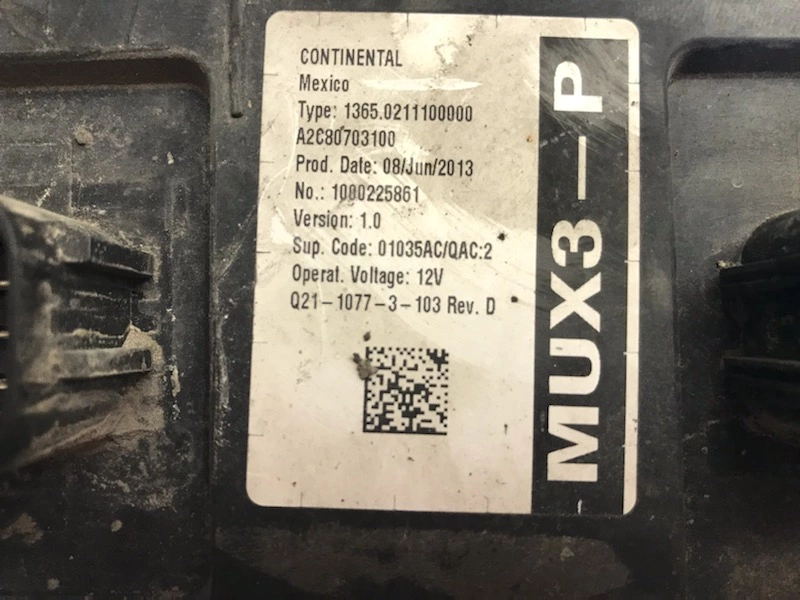 CONTINENTAL
Mexico
Type: 1365.0211100000
A2C80703100
Prod. Date: 08/Jun/2013
No.: 1000225861
Version: 1.0
Sup. Code: 01035AC/QAC:2
Operat. Voltage: 12V
Q21-1077-3-103 Rev. D
MUX3-P